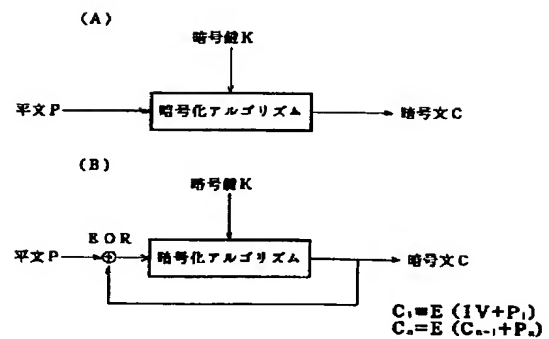 (A)
暗号鍵K
平文P
暗号化アルゴリズム
暗号文C
(B)
暗号鍵K
EOR
平文P
暗号化アルゴリズム
暗号文C
C₁=E (IV+P₁)
Cₙ=E (Cₙ₋₁+Pₙ)